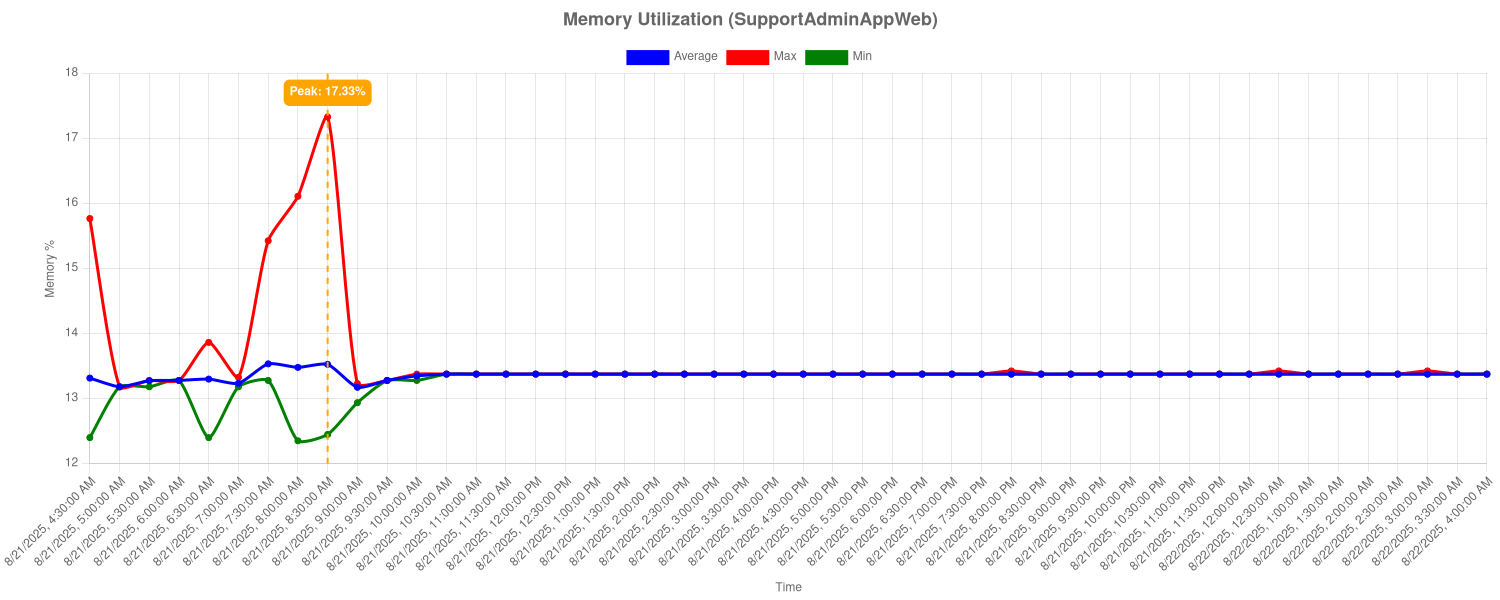 Memory Utilization (SupportAdminAppWeb)
Average Max Min
Peak: 17.33%
18
17
16
15
14
13
12
Memory %
8/21/2025, 4:30:00 AM
8/21/2025, 5:00:00 AM
8/21/2025, 5:30:00 AM
8/21/2025, 6:00:00 AM
8/21/2025, 6:30:00 AM
8/21/2025, 7:00:00 AM
8/21/2025, 7:30:00 AM
8/21/2025, 8:00:00 AM
8/21/2025, 8:30:00 AM
8/21/2025, 9:00:00 AM
8/21/2025, 9:30:00 AM
8/21/2025, 10:00:00 AM
8/21/2025, 10:30:00 AM
8/21/2025, 11:00:00 AM
8/21/2025, 11:30:00 AM
8/21/2025, 12:00:00 PM
8/21/2025, 12:30:00 PM
8/21/2025, 1:00:00 PM
8/21/2025, 1:30:00 PM
8/21/2025, 2:00:00 PM
8/21/2025, 2:30:00 PM
8/21/2025, 3:00:00 PM
8/21/2025, 3:30:00 PM
8/21/2025, 4:00:00 PM
8/21/2025, 4:30:00 PM
8/21/2025, 5:00:00 PM
8/21/2025, 5:30:00 PM
8/21/2025, 6:00:00 PM
8/21/2025, 6:30:00 PM
8/21/2025, 7:00:00 PM
8/21/2025, 7:30:00 PM
8/21/2025, 8:00:00 PM
8/21/2025, 8:30:00 PM
8/21/2025, 9:00:00 PM
8/21/2025, 9:30:00 PM
8/21/2025, 10:00:00 PM
8/21/2025, 10:30:00 PM
8/21/2025, 11:00:00 PM
8/21/2025, 11:30:00 PM
8/22/2025, 12:00:00 AM
8/22/2025, 12:30:00 AM
8/22/2025, 1:00:00 AM
8/22/2025, 1:30:00 AM
8/22/2025, 2:00:00 AM
8/22/2025, 2:30:00 AM
8/22/2025, 3:00:00 AM
8/22/2025, 3:30:00 AM
8/22/2025, 4:00:00 AM
Time